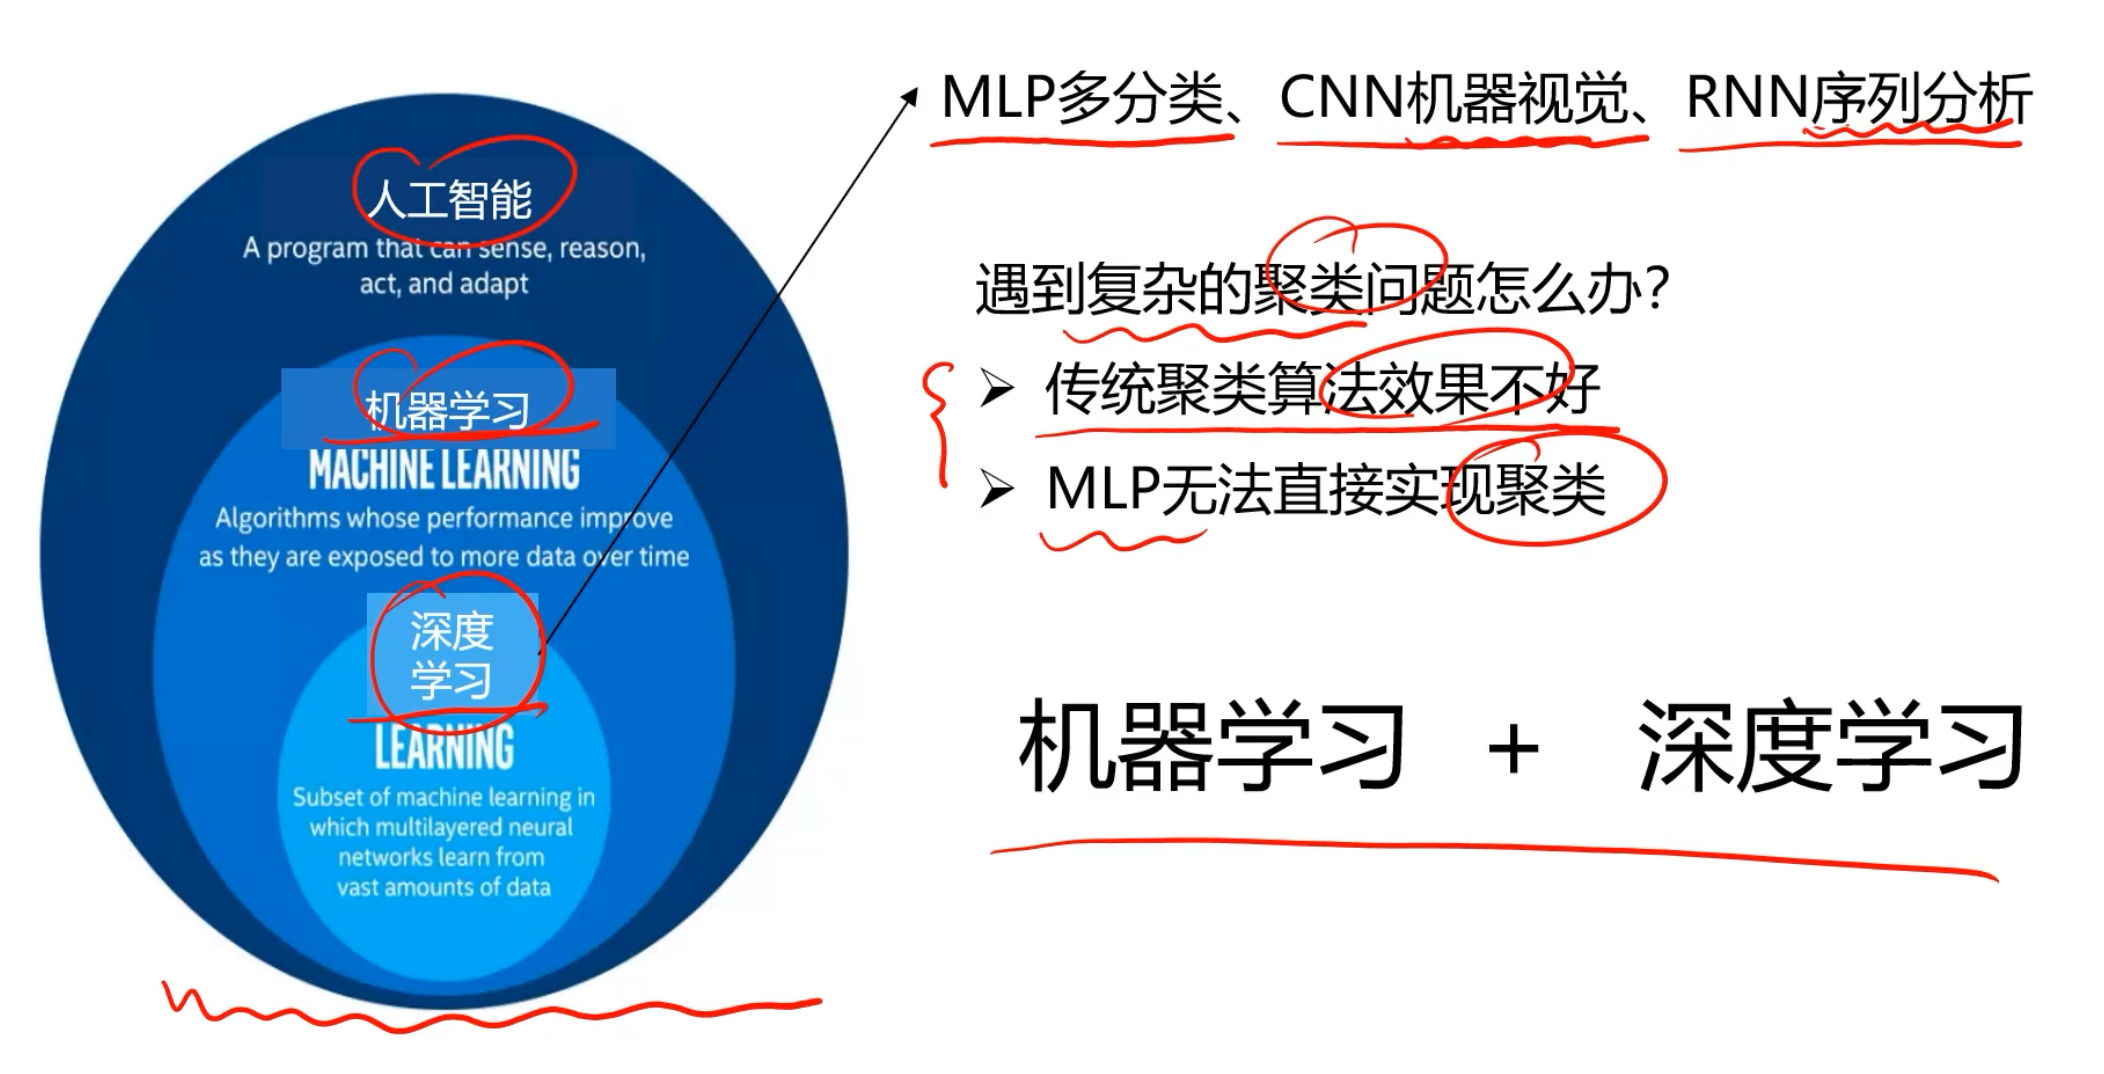 人工智能
A program that can sense, reason,
act, and adapt
机器学习
MACHINE LEARNING
Algorithms whose performance improve
as they are exposed to more data over time
深度
学习
LEARNING
Subset of machine learning in
which multilayered neural
networks learn from
vast amounts of data
MLP多分类、CNN机器视觉、RNN序列分析
遇到复杂的聚类问题怎么办?
➢ 传统聚类算法效果不好
➢ MLP无法直接实现聚类
机器学习 + 深度学习